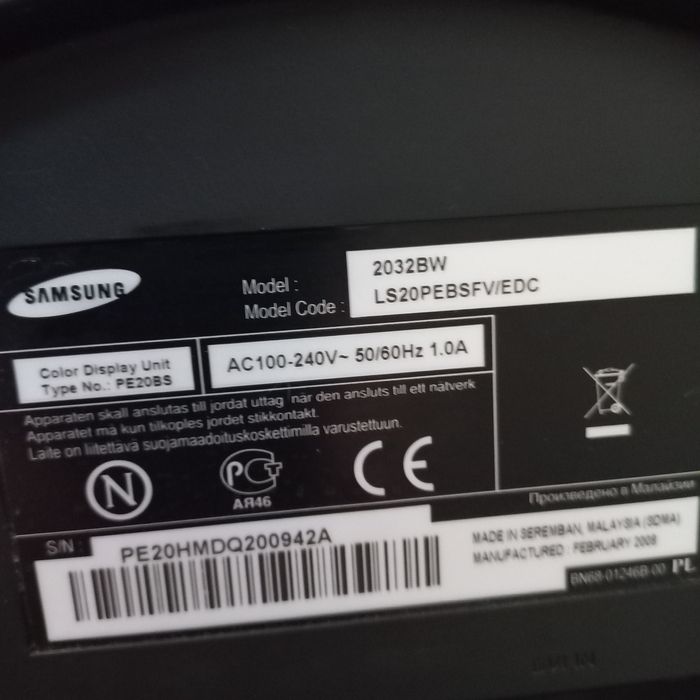 SAMSUNG
Model : 2032BW
Model Code : LS20PEBSFV/EDC
Color Display Unit
Type No.: PE20BS
AC100-240V~ 50/60Hz 1.0A
Apparaten skall anslutas till jordat uttag när den ansluts till ett nätverk
Apparatet må kun tilkoples jordet stikkontakt.
Laite on liitettävä suojamaadoituskoskettimilla varustettuun.
N
PCT
АЯ46
CE
Произведено в Малайзии
S/N : PE20HMDQ200942A
MADE IN SEREMBAN, MALAYSIA (SDMA)
MANUFACTURED : FEBRUARY 2008
BN68-01246B-00 PL